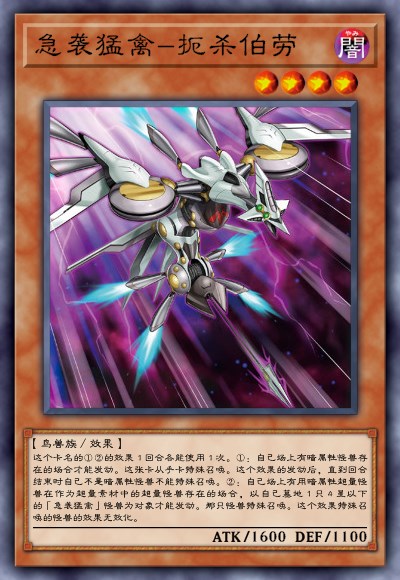 急袭猛禽-扼杀伯劳
やみ
闇
【鸟兽族/效果】
这个卡名的①②的效果1回合各能使用1次。①：自己场上有暗属性怪兽存
在的场合才能发动。这张卡从手卡特殊召唤。这个效果的发动后，直到回合
结束时自己不是暗属性怪兽不能特殊召唤。②：自己场上有用暗属性超量怪
兽在作为超量素材中的超量怪兽存在的场合，以自己墓地1只4星以下
的「急袭猛禽」怪兽为对象才能发动。那只怪兽特殊召唤。这个效果特殊召
唤的怪兽的效果无效化。
ATK/1600 DEF/1100